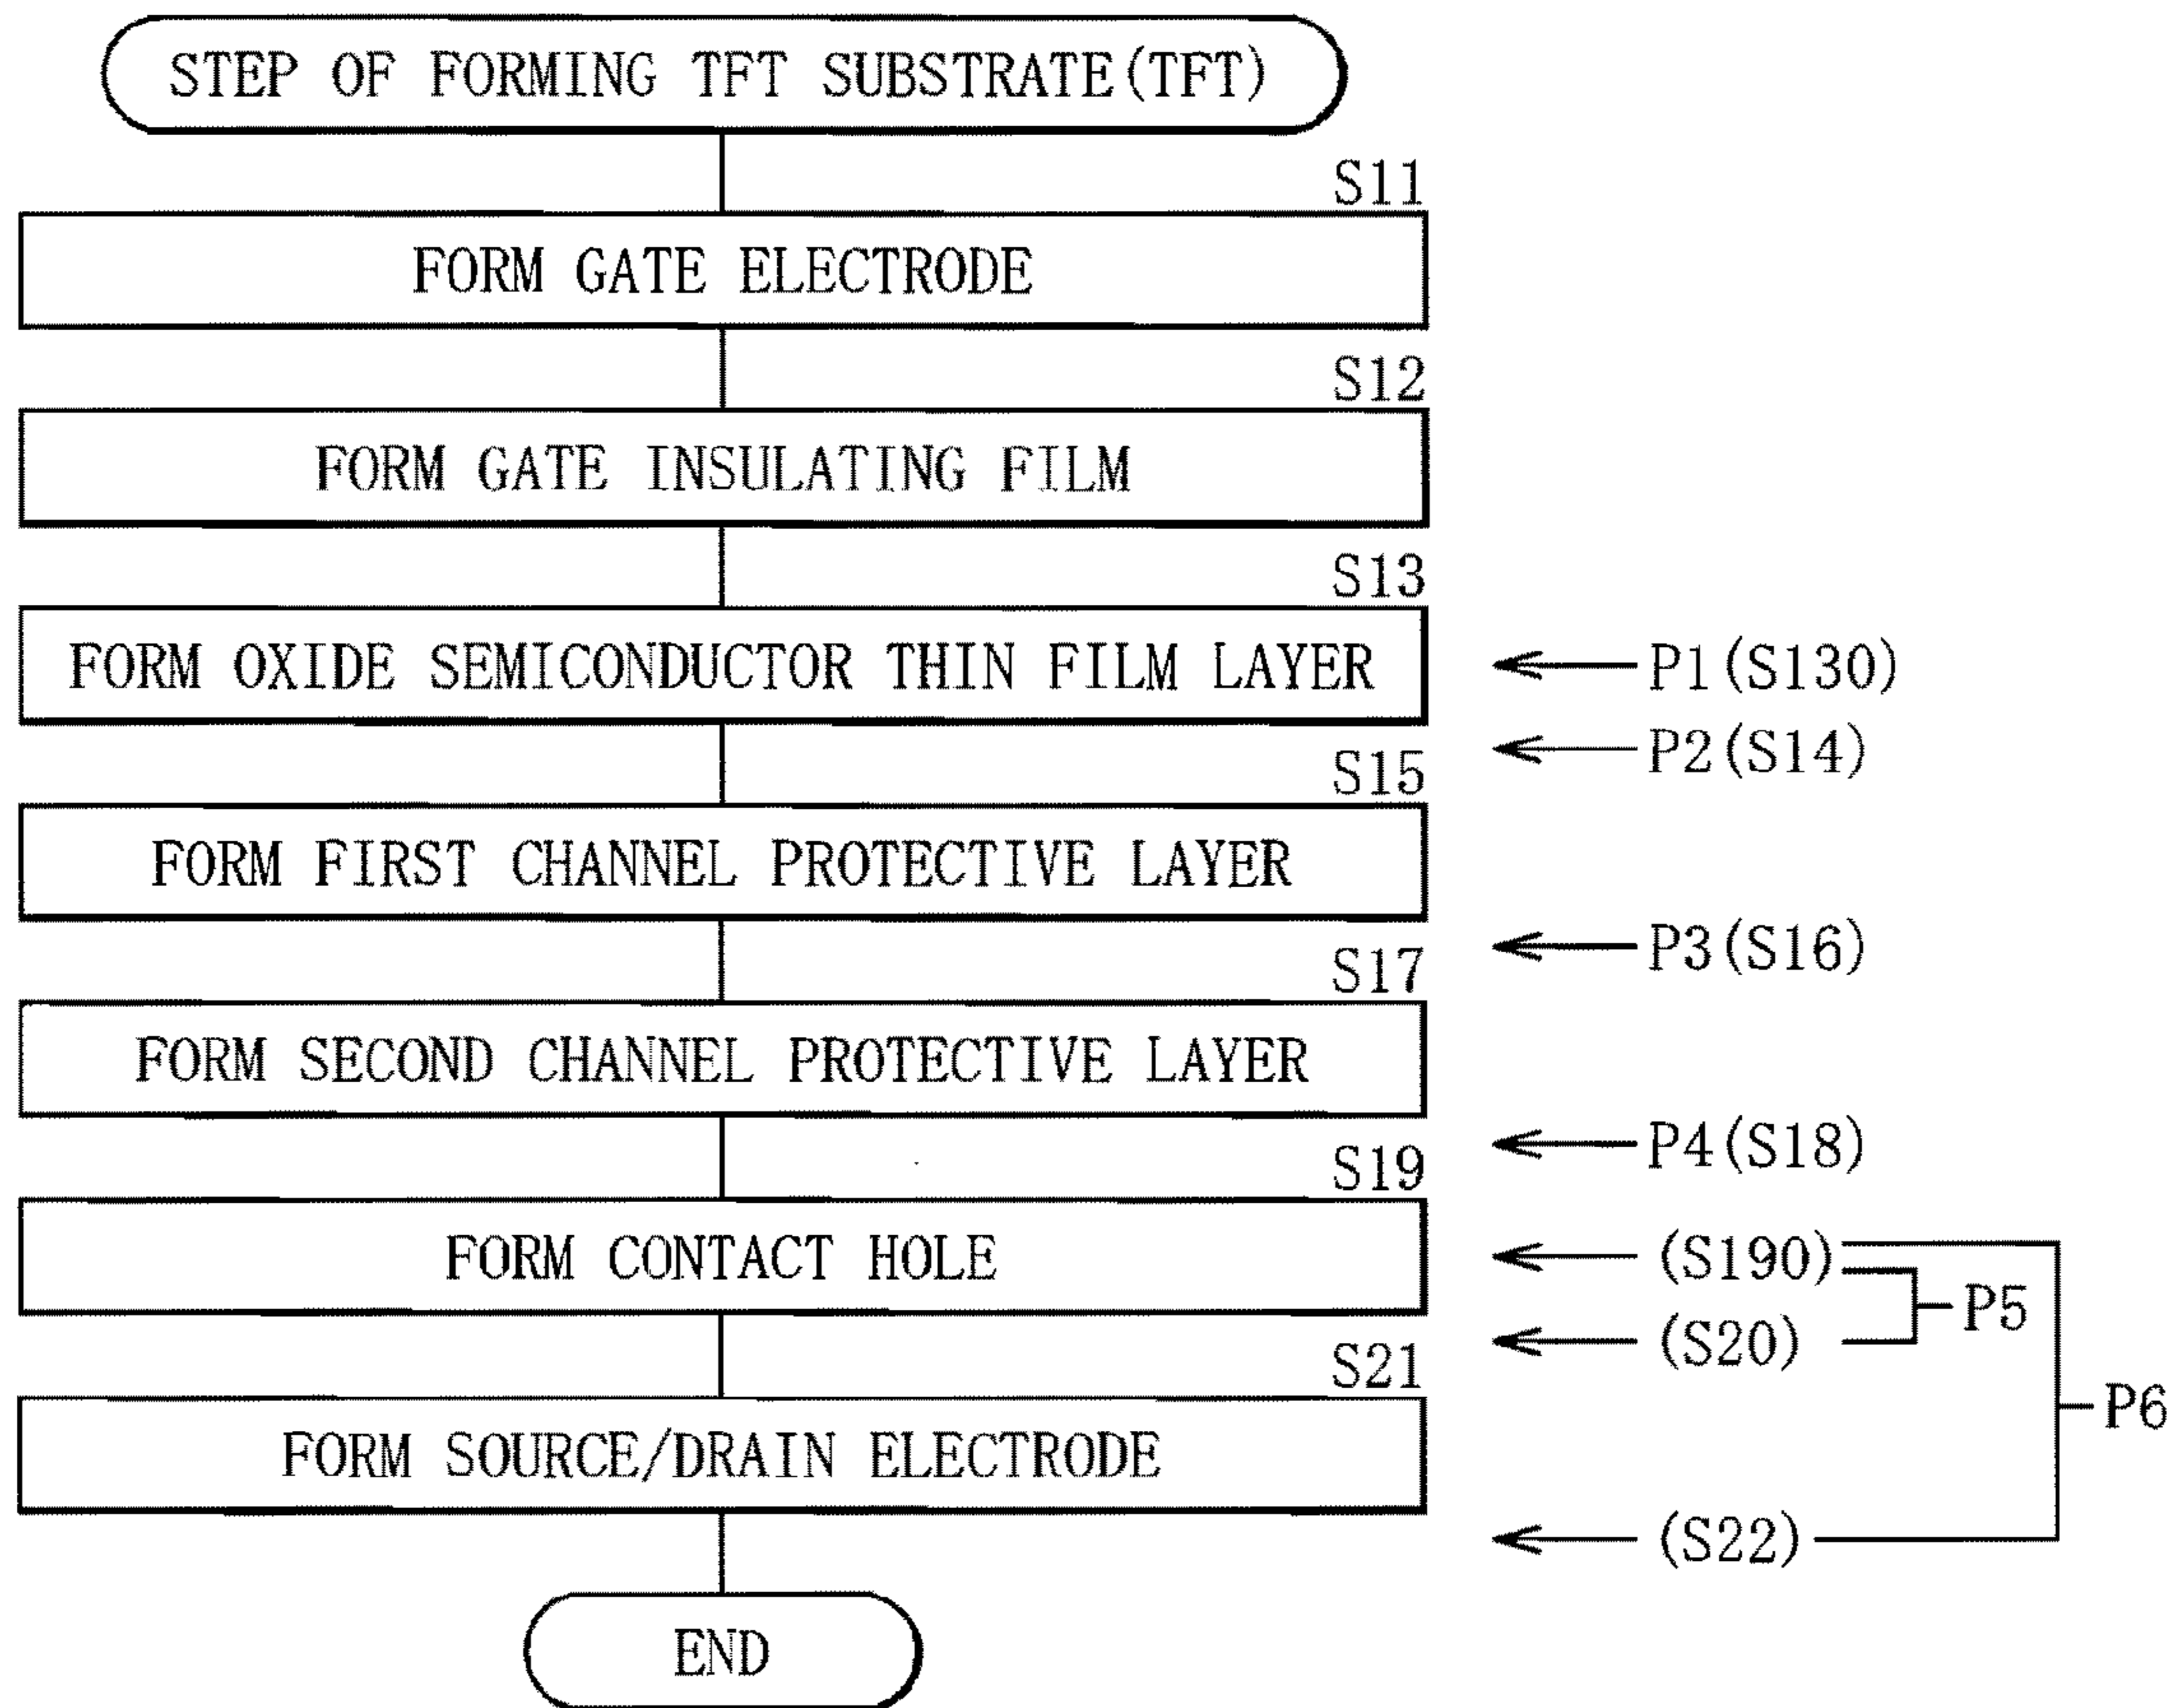 STEP OF FORMING TFT SUBSTRATE(TFT)
S11
FORM GATE ELECTRODE
S12
FORM GATE INSULATING FILM
S13
FORM OXIDE SEMICONDUCTOR THIN FILM LAYER
P1(S130)
P2(S14)
S15
FORM FIRST CHANNEL PROTECTIVE LAYER
P3(S16)
S17
FORM SECOND CHANNEL PROTECTIVE LAYER
P4(S18)
S19
FORM CONTACT HOLE
(S190)
P5
(S20)
S21
P6
FORM SOURCE/DRAIN ELECTRODE
(S22)
END